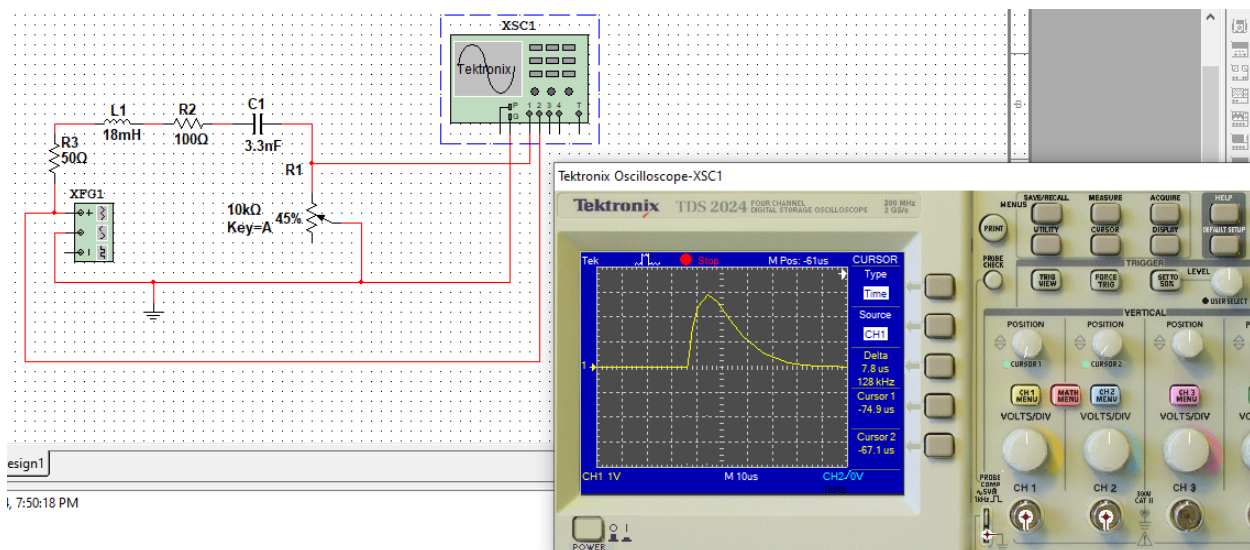 XSC1
Tektronix
P
G
1 2 3 4 T
L1
18mH
R2
100Ω
C1
3.3nF
R3
50Ω
R1
10kΩ
45%
Key=A
XFG1
esign1
4, 7:50:18 PM
Tektronix Oscilloscope-XSC1
Tektronix TDS 2024 FOUR CHANNEL DIGITAL STORAGE OSCILLOSCOPE
200 MHz
2 GS/s
Tek Stop M Pos: -61us CURSOR
Type
Time
Source
CH1
Delta
7.8 us
128 kHz
Cursor 1
-74.9 us
Cursor 2
-67.1 us
1
CH1 1V M 10us CH2/0V
POWER
MENUS
SAVE/RECALL MEASURE ACQUIRE HELP
PRINT
UTILITY CURSOR DISPLAY DEFAULT SETUP
PROBE CHECK
TRIGGER
TRIG VIEW FORCE TRIG SET TO 50% LEVEL
USER SELECT
VERTICAL
POSITION POSITION POSITION
CURSOR 1 CURSOR 2
CH 1 MENU MATH MENU CH 2 MENU CH 3 MENU
VOLTS/DIV VOLTS/DIV VOLTS/DIV
PROBE COMP
~5V@
1kHz
CH 1 CH 2 CH 3
300V
CAT II